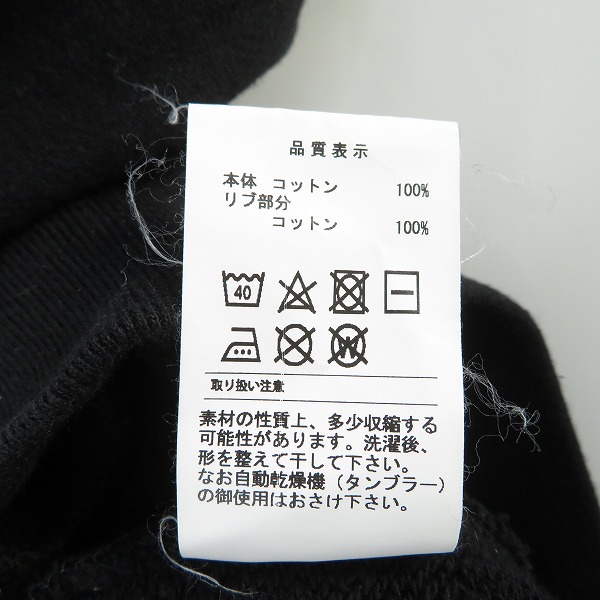 品質表示
本体 コットン 100%
リブ部分
コットン 100%
40
W
取り扱い注意
素材の性質上、多少収縮する
可能性があります。洗濯後、
形を整えて干して下さい。
なお自動乾燥機(タンブラー)
の御使用はおさけ下さい。